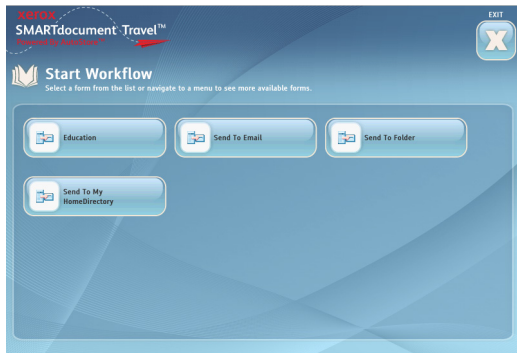 XEROX
SMARTdocument Travel™
EXIT
X
Start Workflow
Select a form from the list or navigate to a menu to see more available forms.
Education
Send To Email
Send To Folder
Send To My
HomeDirectory